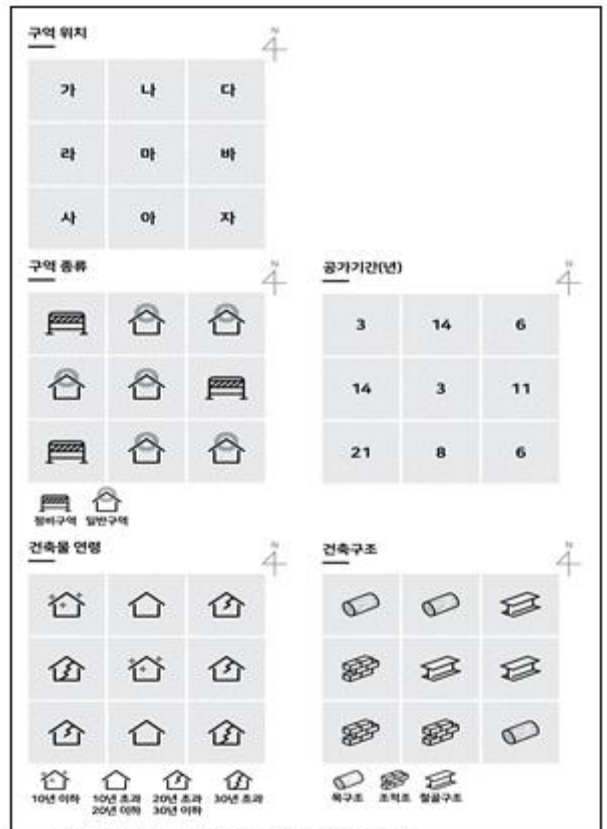 구역 위치
N
가 나 다
라 마 바
사 아 자
구역 종류
N
공가기간(년)
N
3 14 6
14 3 11
21 8 6
정비구역 일반구역
건축물 연령
N
건축구조
N
10년 이하 10년 초과 20년 이하 20년 초과 30년 이하 30년 초과
목구조 조적조 철골구조